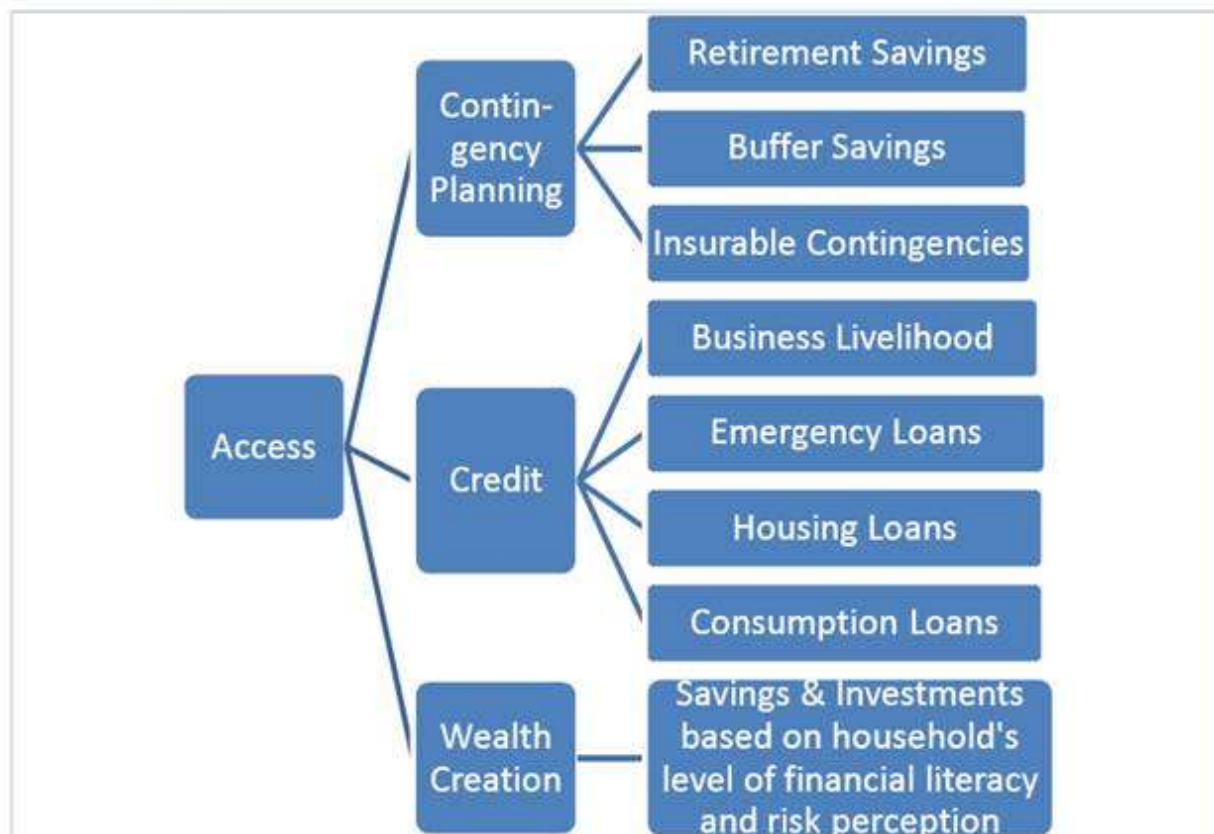 Retirement Savings
Contin-
gency
Planning
Buffer Savings
Insurable Contingencies
Access
Credit
Business Livelihood
Emergency Loans
Housing Loans
Consumption Loans
Wealth
Creation
Savings & Investments
based on household's
level of financial literacy
and risk perception